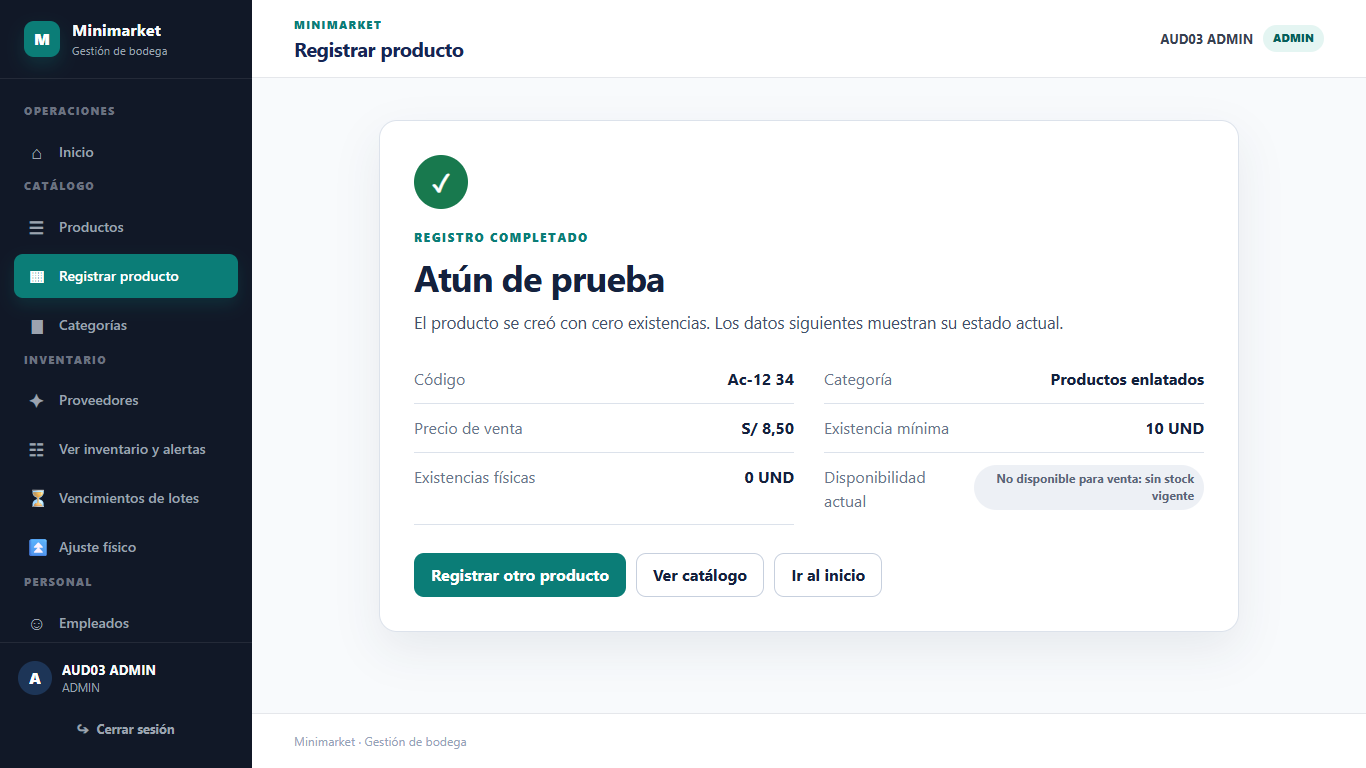 M
Minimarket
Gestión de bodega
OPERACIONES
Inicio
CATÁLOGO
Productos
Registrar producto
Categorías
INVENTARIO
Proveedores
Ver inventario y alertas
Vencimientos de lotes
Ajuste físico
PERSONAL
Empleados
A
AUD03 ADMIN
ADMIN
Cerrar sesión
MINIMARKET
Registrar producto
AUD03 ADMIN
ADMIN
REGISTRO COMPLETADO
Atún de prueba
El producto se creó con cero existencias. Los datos siguientes muestran su estado actual.
Código
Ac-12 34
Categoría
Productos enlatados
Precio de venta
S/ 8,50
Existencia mínima
10 UND
Existencias físicas
0 UND
Disponibilidad
actual
No disponible para venta: sin stock
vigente
Registrar otro producto
Ver catálogo
Ir al inicio
Minimarket · Gestión de bodega